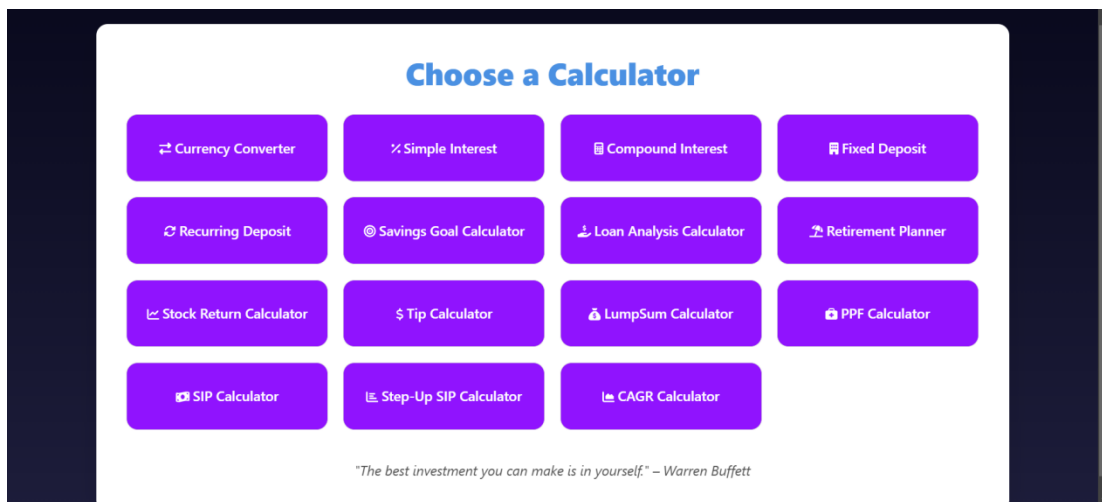 Choose a Calculator
Currency Converter
Simple Interest
Compound Interest
Fixed Deposit
Recurring Deposit
Savings Goal Calculator
Loan Analysis Calculator
Retirement Planner
Stock Return Calculator
Tip Calculator
LumpSum Calculator
PPF Calculator
SIP Calculator
Step-Up SIP Calculator
CAGR Calculator
"The best investment you can make is in yourself." – Warren Buffett